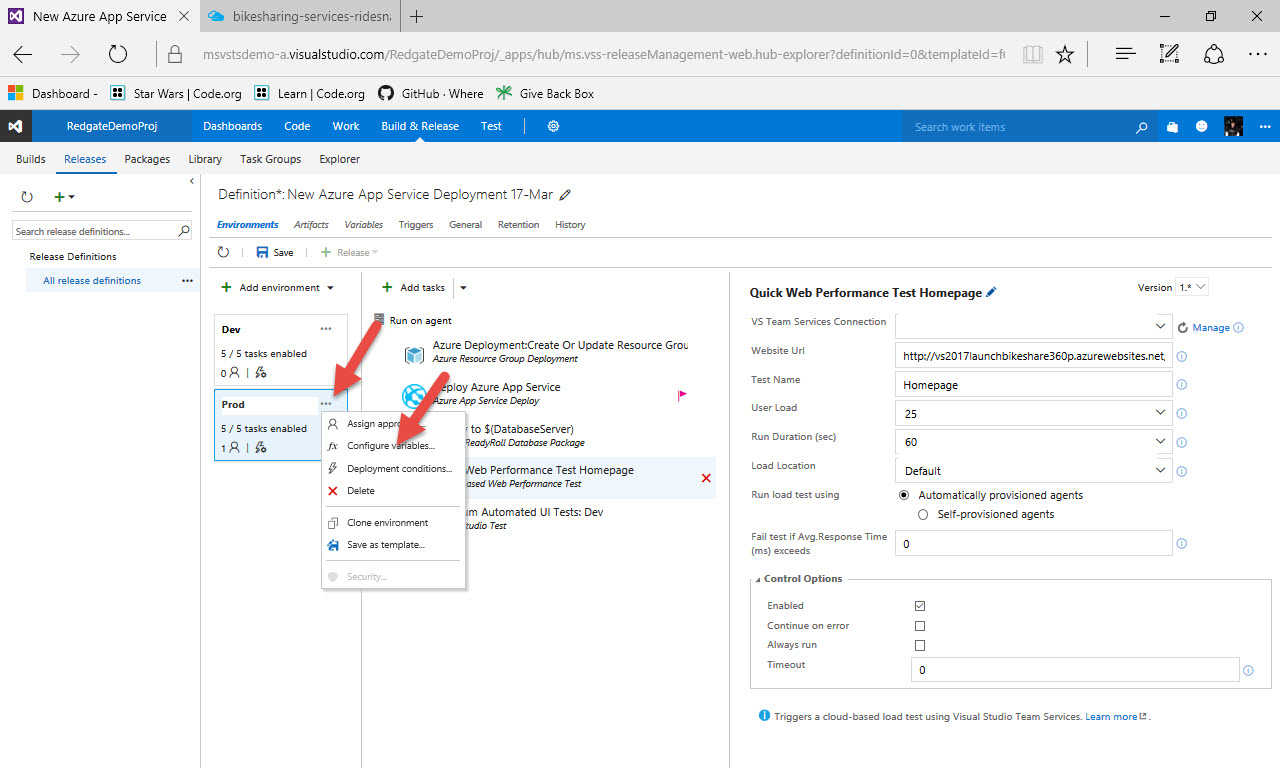 New Azure App Service
bikesharing-services-ridesn
msvstsdemo-a.visualstudio.com/RedgateDemoProj/_apps/hub/ms.vss-releaseManagement-web.hub-explorer?definitionId=0&templateId=f
Dashboard -
Star Wars | Code.org
Learn | Code.org
GitHub · Where
Give Back Box
RedgateDemoProj
Dashboards
Code
Work
Build & Release
Test
Search work items
Builds
Releases
Packages
Library
Task Groups
Explorer
Search release definitions...
Release Definitions
All release definitions
Definition*: New Azure App Service Deployment 17-Mar
Environments
Artifacts
Variables
Triggers
General
Retention
History
Save
Release
Add environment
Dev
5 / 5 tasks enabled
0
Prod
5 / 5 tasks enabled
1
Assign appro
Configure variables...
Deployment conditions...
Delete
Clone environment
Save as template...
Security...
Add tasks
Run on agent
Azure Deployment:Create Or Update Resource Grou
Azure Resource Group Deployment
eploy Azure App Service
Azure App Service Deploy
to $(DatabaseServer)
ReadyRoll Database Package
Web Performance Test Homepage
ased Web Performance Test
m Automated UI Tests: Dev
tudio Test
Quick Web Performance Test Homepage
Version 1.*
VS Team Services Connection
Manage
Website Url
http://vs2017launchbikeshare360p.azurewebsites.net,
Test Name
Homepage
User Load
25
Run Duration (sec)
60
Load Location
Default
Run load test using
Automatically provisioned agents
Self-provisioned agents
Fail test if Avg.Response Time
(ms) exceeds
0
Control Options
Enabled
Continue on error
Always run
Timeout
0
Triggers a cloud-based load test using Visual Studio Team Services. Learn more.